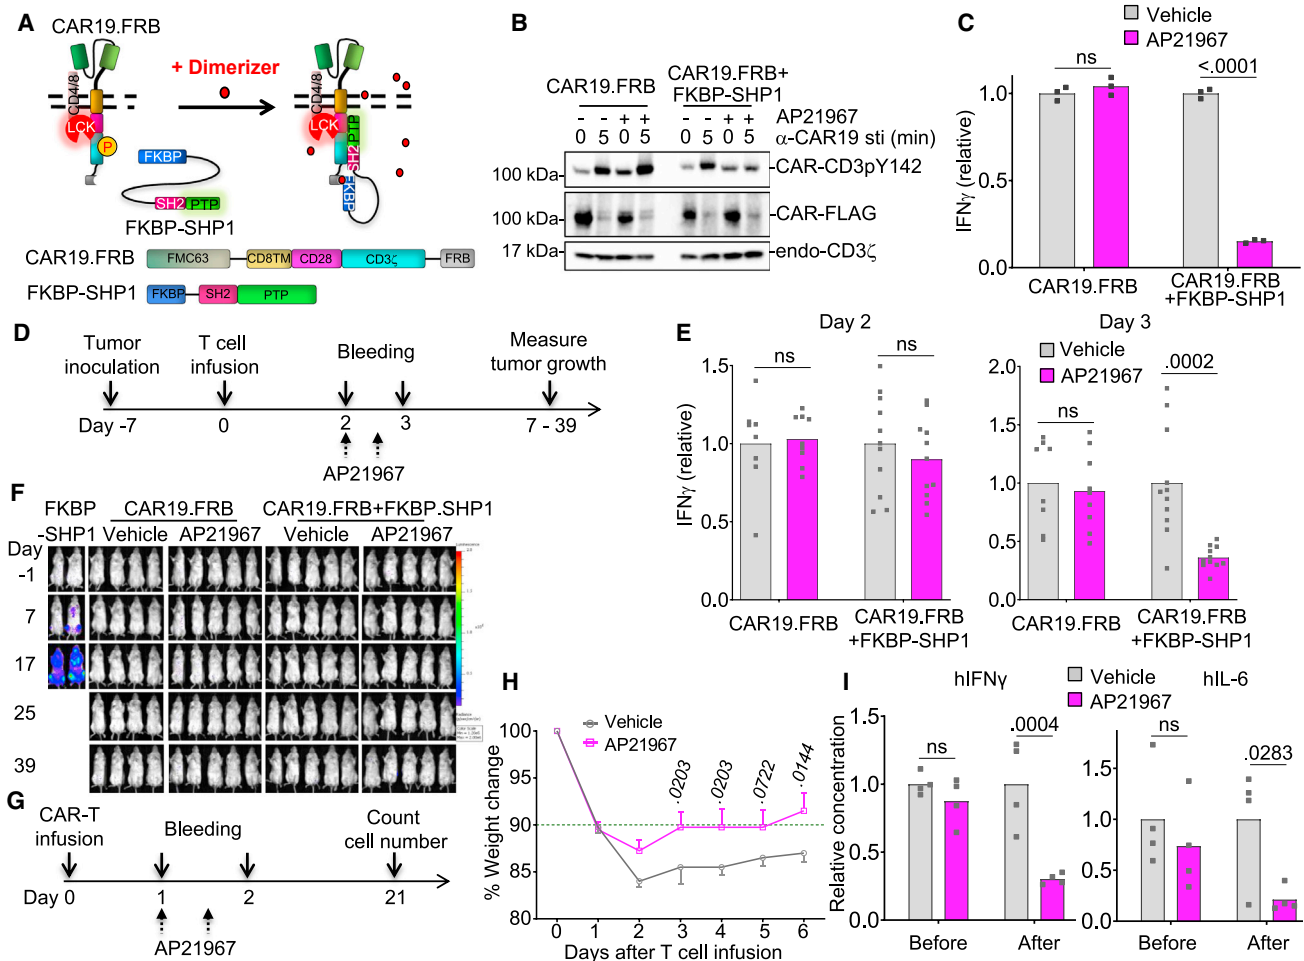 A
CAR19.FRB
+ Dimerizer
CD4/8
LCK
P
FKBP
SH2 PTP
FKBP-SHP1
CD4/8
LCK
SH2 PTP
FKBP
CAR19.FRB
FMC63 CD8TM CD28 CD3ζ FRB
FKBP-SHP1
FKBP SH2 PTP
B
CAR19.FRB
CAR19.FRB+
FKBP-SHP1
- - + + - - + + AP21967
0 5 0 5 0 5 0 5 α-CAR19 sti (min)
100 kDa -CAR-CD3pY142
100 kDa -CAR-FLAG
17 kDa -endo-CD3ζ
C
Vehicle
AP21967
ns
<.0001
IFNγ (relative)
1.0
0.5
0.0
CAR19.FRB
CAR19.FRB
+FKBP-SHP1
D
Tumor
inoculation
T cell
infusion
Bleeding
Measure
tumor growth
Day -7 0 2 3 7 - 39
AP21967
E
Day 2
ns
ns
IFNγ (relative)
1.5
1.0
0.5
0.0
CAR19.FRB
CAR19.FRB
+FKBP-SHP1
Day 3
Vehicle
AP21967
ns
.0002
2.0
1.5
1.0
0.5
0.0
CAR19.FRB
CAR19.FRB
+FKBP-SHP1
F
FKBP
-SHP1
CAR19.FRB
CAR19.FRB+FKBP.SHP1
Vehicle AP21967 Vehicle AP21967
Day
-1
7
17
25
39
G
CAR-T
infusion
Bleeding
Count
cell number
Day 0 1 2 21
AP21967
H
Vehicle
AP21967
.0203
.0203
.0722
.0144
% Weight change
100
95
90
85
80
0 1 2 3 4 5 6
Days after T cell infusion
I
hIFNγ
Vehicle
AP21967
hIL-6
ns
.0004
Relative concentration
1.5
1.0
0.5
0.0
Before After
ns
.0283
1.5
1.0
0.5
0.0
Before After